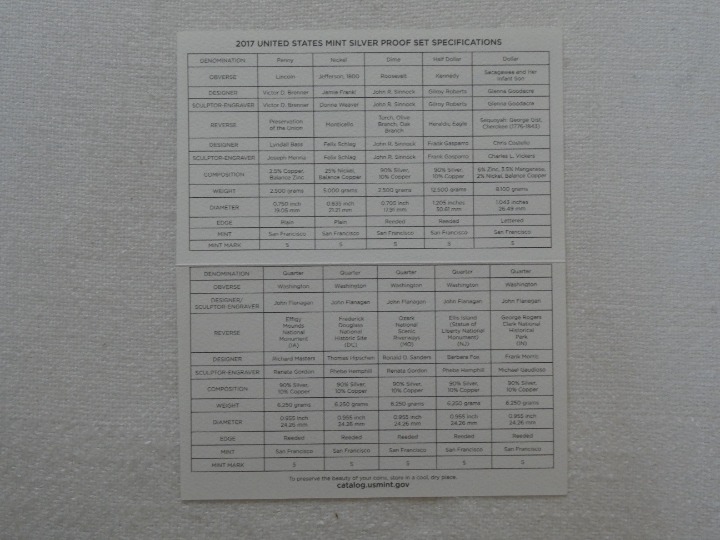 2017 UNITED STATES MINT SILVER PROOF SET SPECIFICATIONS
DENOMINATION Penny Nickel Dime Half Dollar Dollar
OBVERSE Lincoln Jefferson, 1800 Roosevelt Kennedy Sacagawea and Her
Infant Son
DESIGNER Victor D. Brenner Jamie Franki John R. Sinnock Gilroy Roberts Glenna Goodacre
SCULPTOR-ENGRAVER Victor D. Brenner Donna Weaver John R. Sinnock Gilroy Roberts Glenna Goodacre
REVERSE Preservation
of the Union Monticello Torch, Olive
Branch, Oak
Branch Heraldic Eagle Sequoyah: George Gist,
Cherokee (1776-1843)
DESIGNER Lyndall Bass Felix Schlag John R. Sinnock Frank Gasparro Chris Costello
SCULPTOR-ENGRAVER Joseph Menna Felix Schlag John R. Sinnock Frank Gasparro Charles L. Vickers
COMPOSITION 2.5% Copper,
Balance Zinc 25% Nickel,
Balance Copper 90% Silver,
10% Copper 90% Silver,
10% Copper 6% Zinc, 3.5% Manganese,
2% Nickel, Balance Copper
WEIGHT 2.500 grams 5.000 grams 2.500 grams 12.500 grams 8.100 grams
DIAMETER 0.750 inch
19.05 mm 0.835 inch
21.21 mm 0.705 inch
17.91 mm 1.205 inches
30.61 mm 1.043 inches
26.49 mm
EDGE Plain Plain Reeded Reeded Lettered
MINT San Francisco San Francisco San Francisco San Francisco San Francisco
MINT MARK S S S S S
DENOMINATION Quarter Quarter Quarter Quarter Quarter
OBVERSE Washington Washington Washington Washington Washington
DESIGNER/
SCULPTOR-ENGRAVER John Flanagan John Flanagan John Flanagan John Flanagan John Flanagan
REVERSE Effigy
Mounds
National
Monument
(IA) Frederick
Douglass
National
Historic Site
(DC) Ozark
National
Scenic
Riverways
(MO) Ellis Island
(Statue of
Liberty National
Monument)
(NJ) George Rogers
Clark National
Historical
Park
(IN)
DESIGNER Richard Masters Thomas Hipschen Ronald D. Sanders Barbara Fox Frank Morris
SCULPTOR-ENGRAVER Renata Gordon Phebe Hemphill Renata Gordon Phebe Hemphill Michael Gaudioso
COMPOSITION 90% Silver,
10% Copper 90% Silver,
10% Copper 90% Silver,
10% Copper 90% Silver,
10% Copper 90% Silver,
10% Copper
WEIGHT 6.250 grams 6.250 grams 6.250 grams 6.250 grams 6.250 grams
DIAMETER 0.955 inch
24.26 mm 0.955 inch
24.26 mm 0.955 inch
24.26 mm 0.955 inch
24.26 mm 0.955 inch
24.26 mm
EDGE Reeded Reeded Reeded Reeded Reeded
MINT San Francisco San Francisco San Francisco San Francisco San Francisco
MINT MARK S S S S S
To preserve the beauty of your coins, store in a cool, dry place.
catalog.usmint.gov